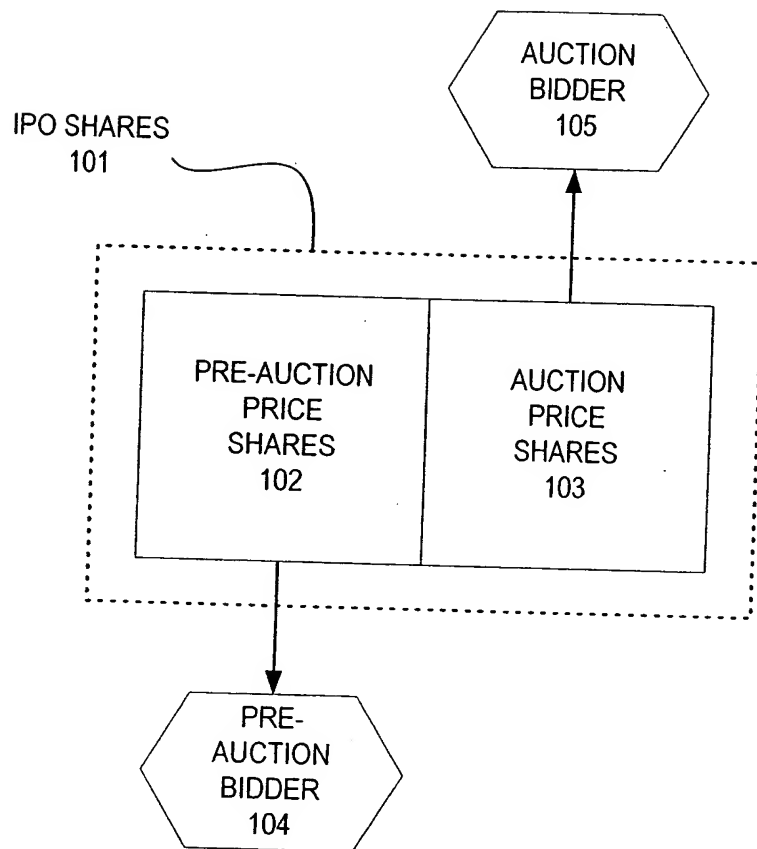 AUCTION
BIDDER
105
IPO SHARES
101
PRE-AUCTION
PRICE
SHARES
102
AUCTION
PRICE
SHARES
103
PRE-
AUCTION
BIDDER
104